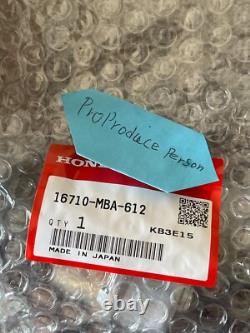 ProProduce Person
HONDA
16710-MBA-612
QTY 1
KB3E15
MADE IN JAPAN